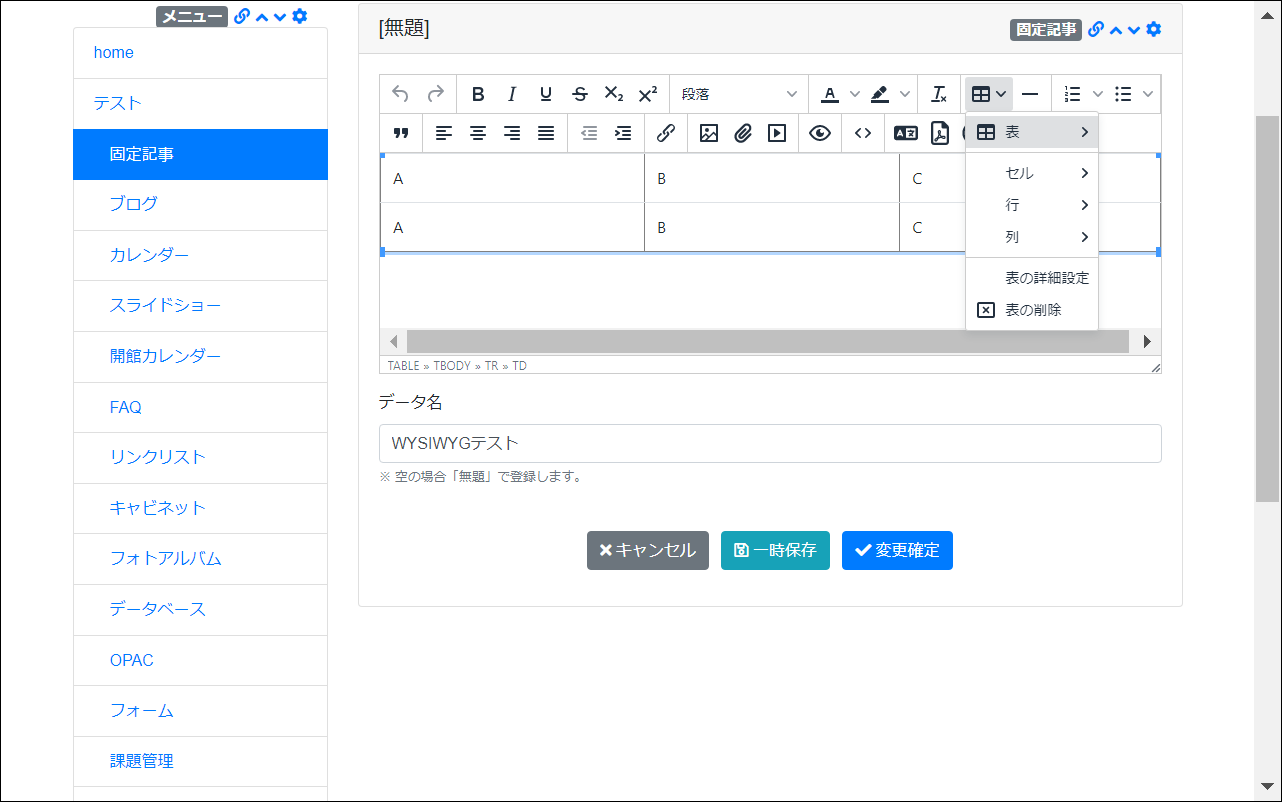 メニュー
home
テスト
固定記事
ブログ
カレンダー
スライドショー
開館カレンダー
FAQ
リンクリスト
キャビネット
フォトアルバム
データベース
OPAC
フォーム
課題管理
[無題]
固定記事
段落
表
セル
行
列
表の詳細設定
表の削除
A B C
A B C
TABLE » TBODY » TR » TD
データ名
WYSIWYGテスト
※ 空の場合「無題」で登録します。
キャンセル 一時保存 変更確定